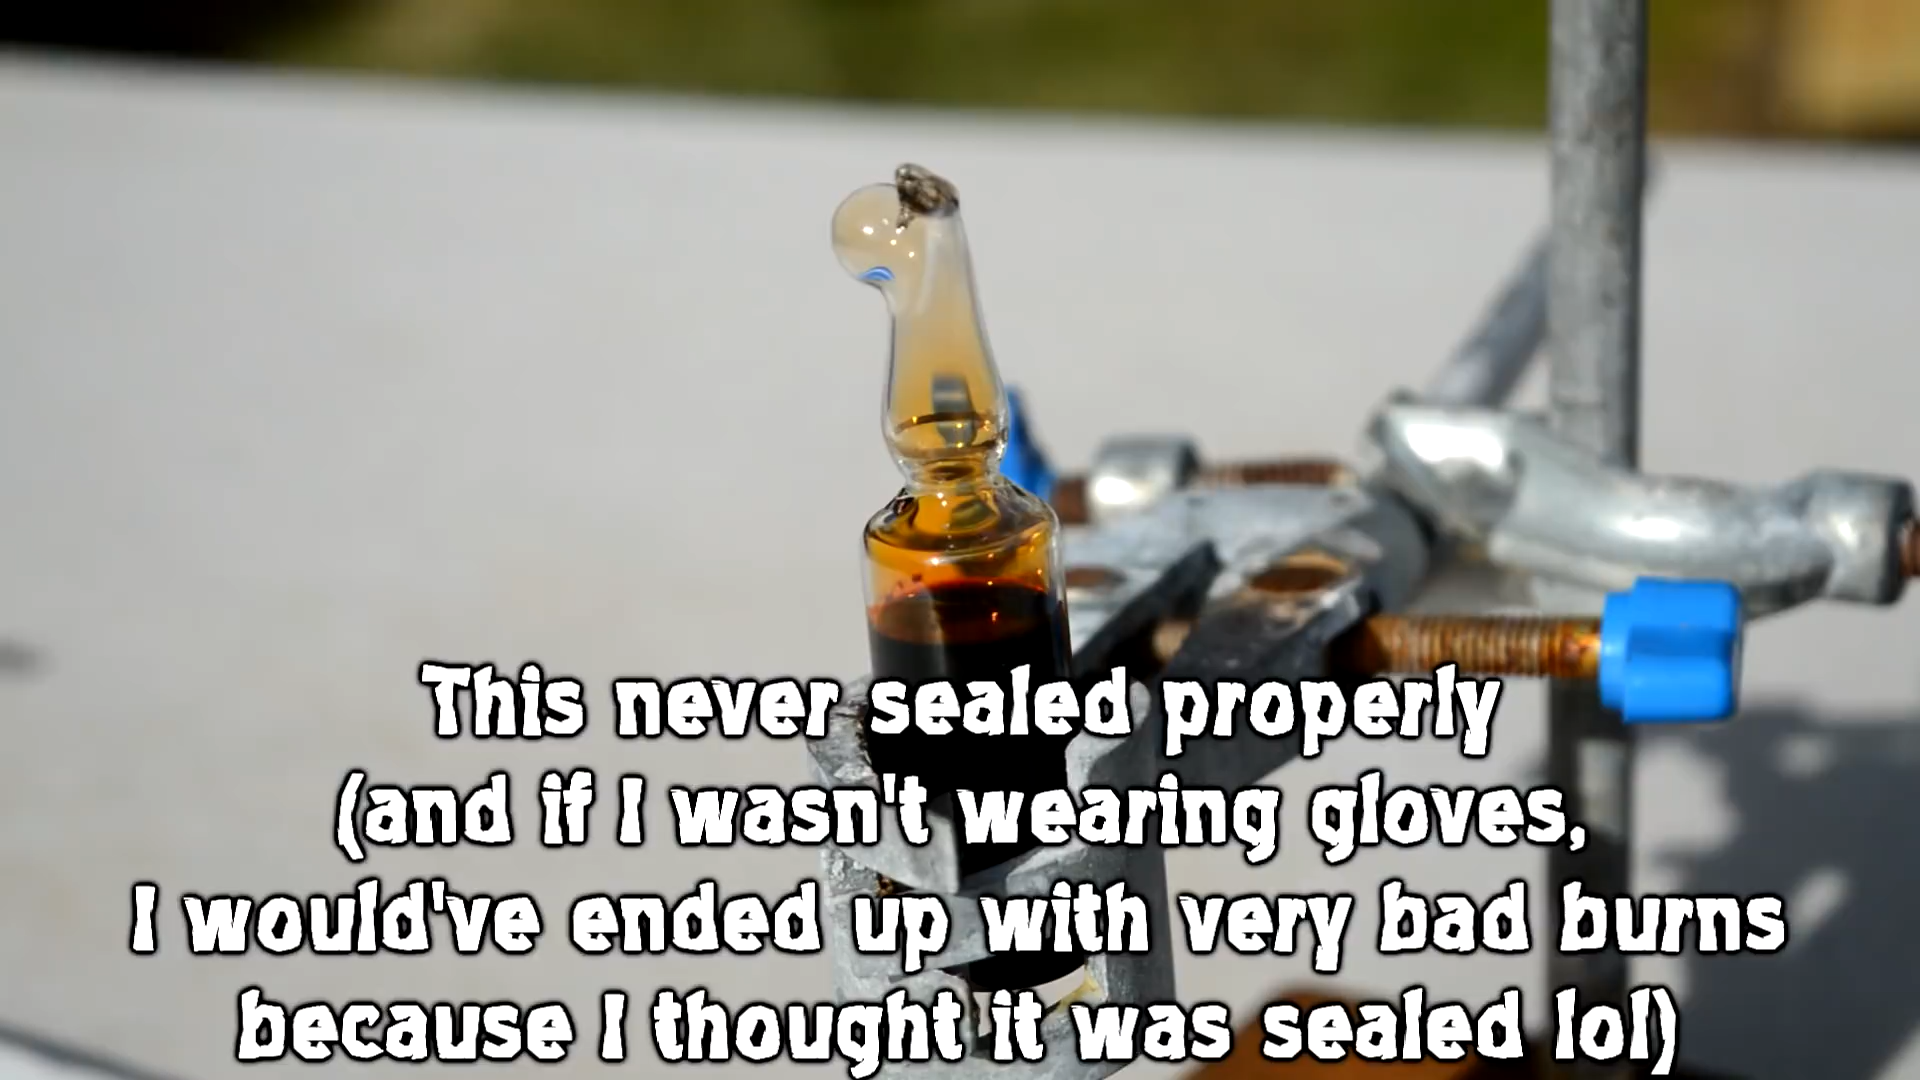 This never sealed properly
(and if I wasn't wearing gloves,
I would've ended up with very bad burns
because I thought it was sealed lol)